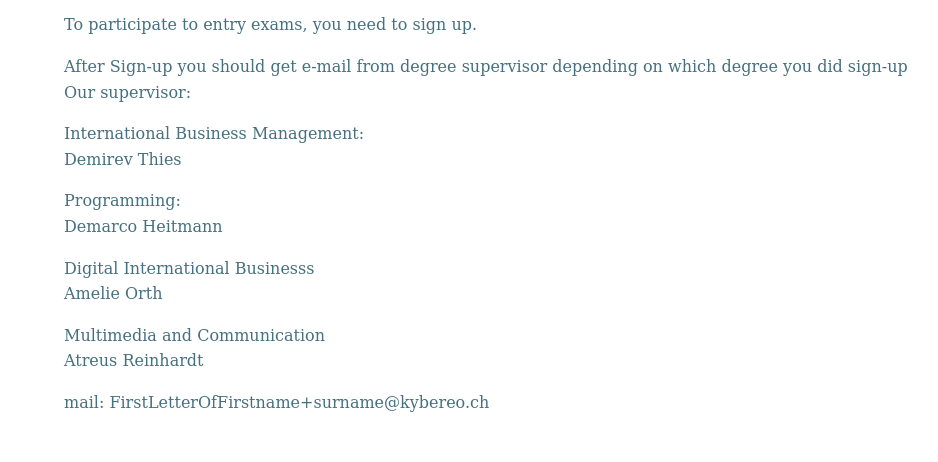 To participate to entry exams, you need to sign up.
After Sign-up you should get e-mail from degree supervisor depending on which degree you did sign-up
Our supervisor:
International Business Management:
Demirev Thies
Programming:
Demarco Heitmann
Digital International Businesss
Amelie Orth
Multimedia and Communication
Atreus Reinhardt
mail: FirstLetterOfFirstname+surname@kybereo.ch